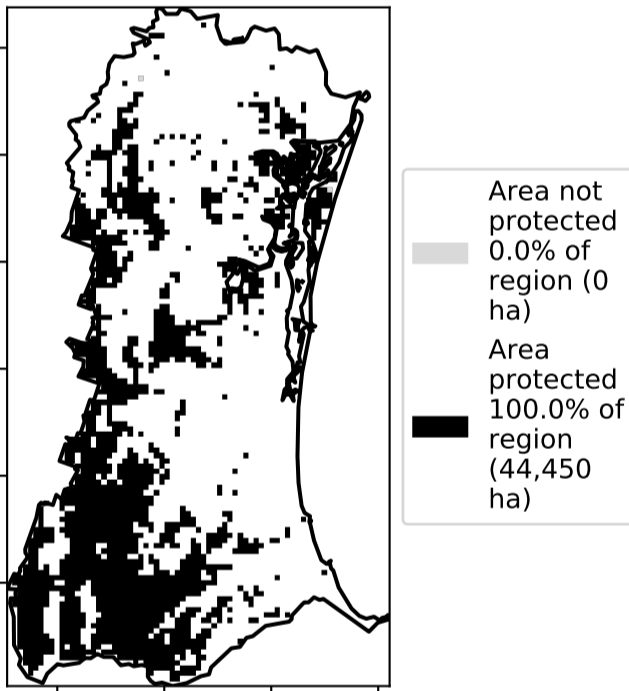 Area not
protected
0.0% of
region (0
ha)
Area
protected
100.0% of
region
(44,450
ha)